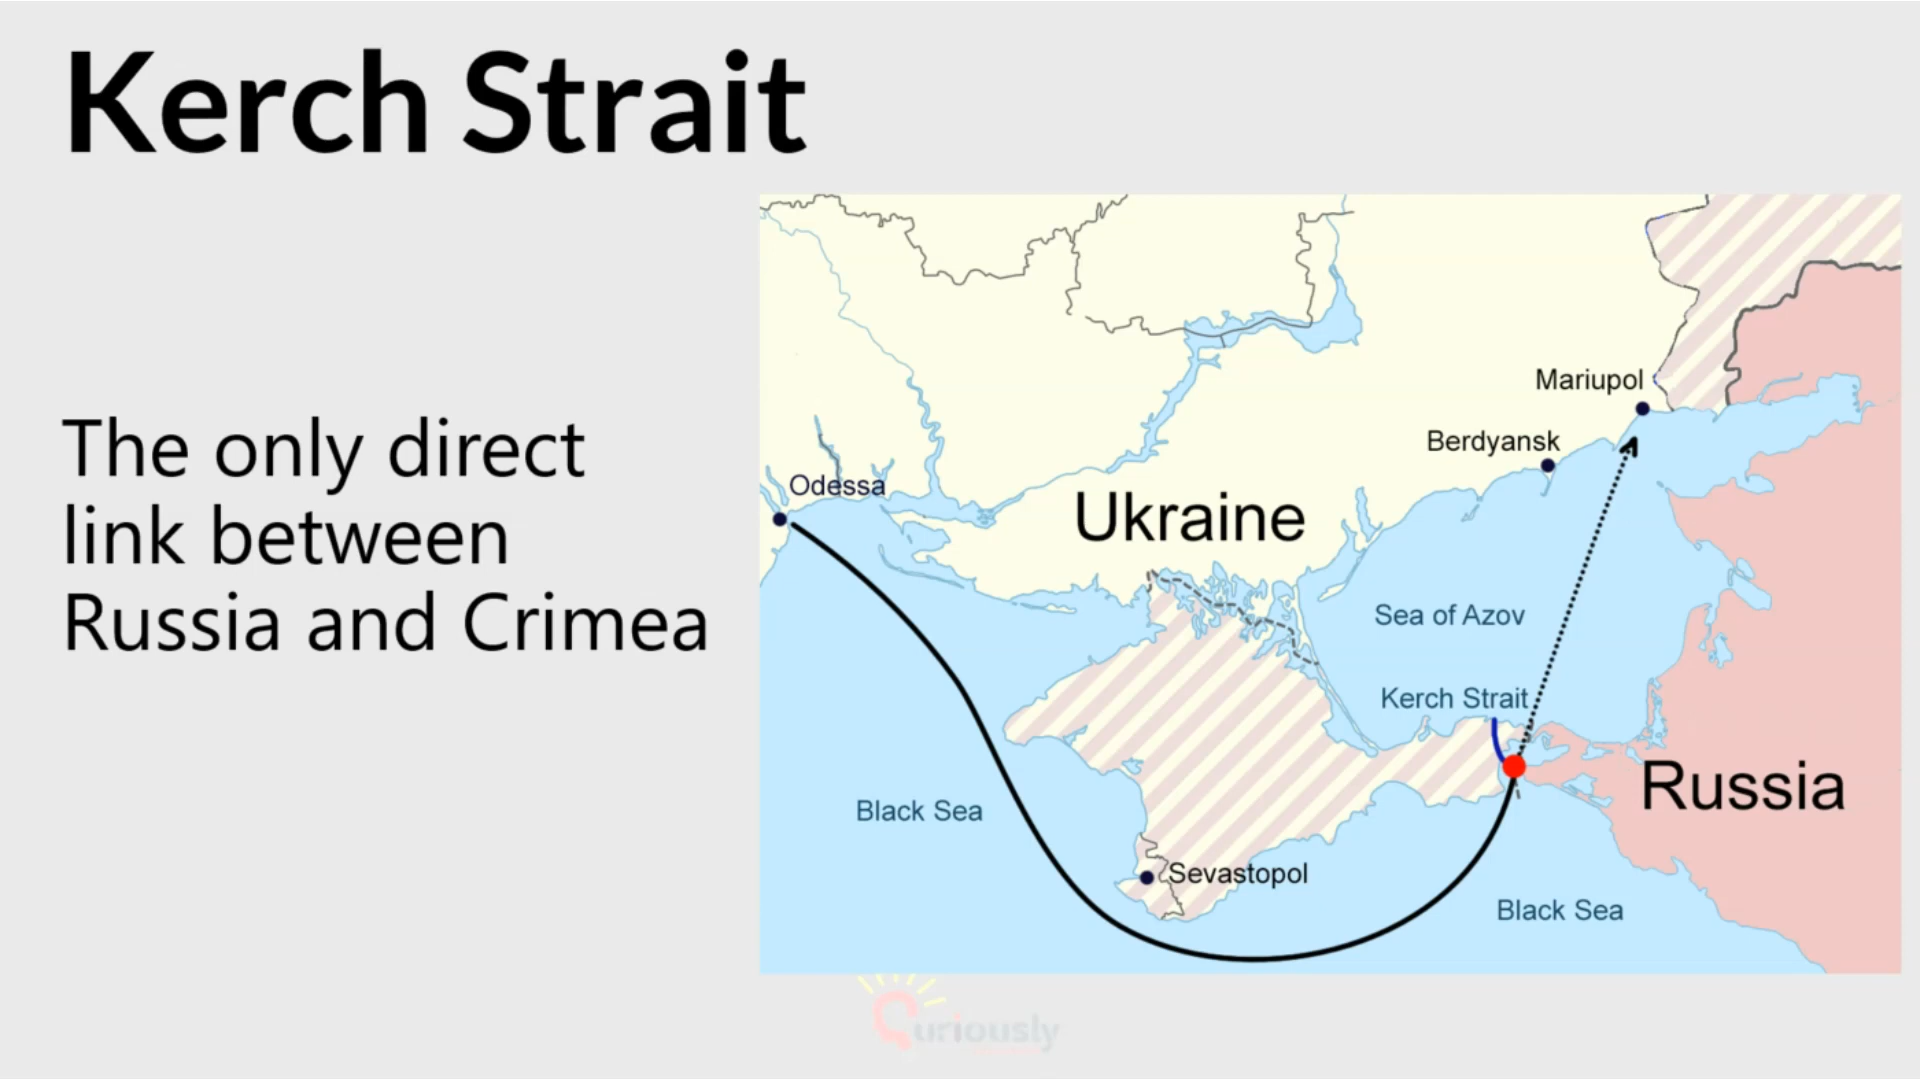 Kerch Strait
The only direct
link between
Russia and Crimea
Mariupol
Berdyansk
Odessa
Ukraine
Sea of Azov
Kerch Strait
Russia
Black Sea
Sevastopol
Black Sea
Curiously